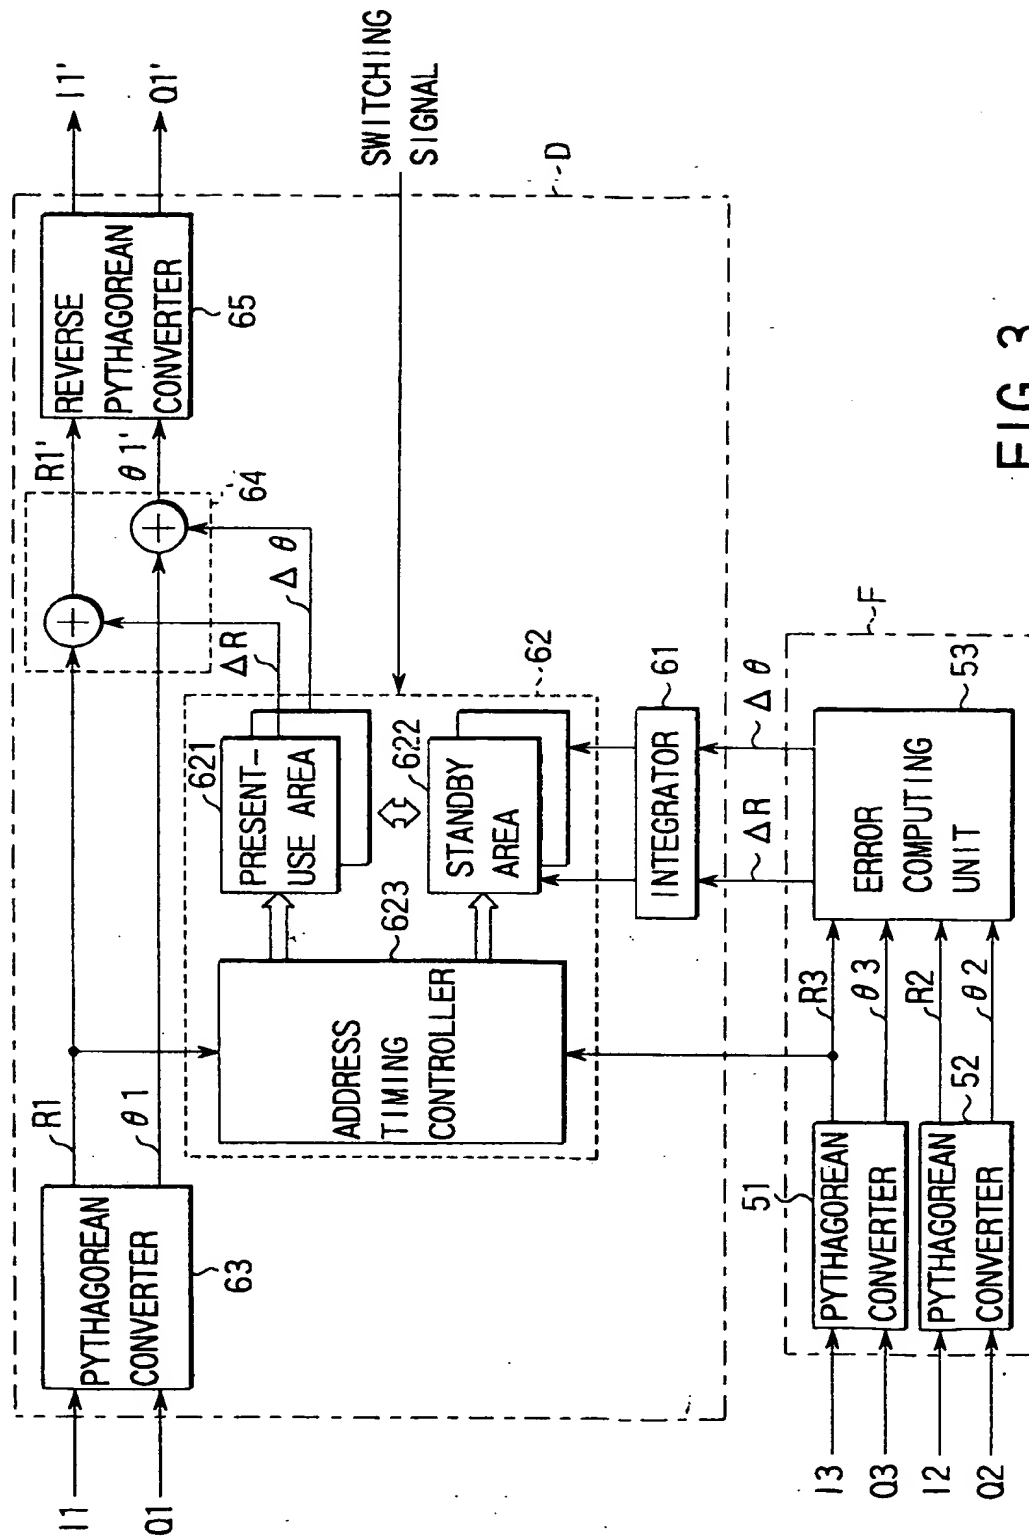 I1
Q1
PYTHAGOREAN
CONVERTER
63
R1
θ1
R1'
θ1'
64
REVERSE
PYTHAGOREAN
CONVERTER
65
I1'
Q1'
ΔR
Δθ
621
PRESENT-
USE AREA
622
STANDBY
AREA
62
623
ADDRESS
TIMING
CONTROLLER
SWITCHING
SIGNAL
D
INTEGRATOR
61
ΔR
Δθ
F
I3
Q3
I2
Q2
51
PYTHAGOREAN
CONVERTER
PYTHAGOREAN
CONVERTER
52
R3
θ3
R2
θ2
ERROR
COMPUTING
UNIT
53
FIG. 3